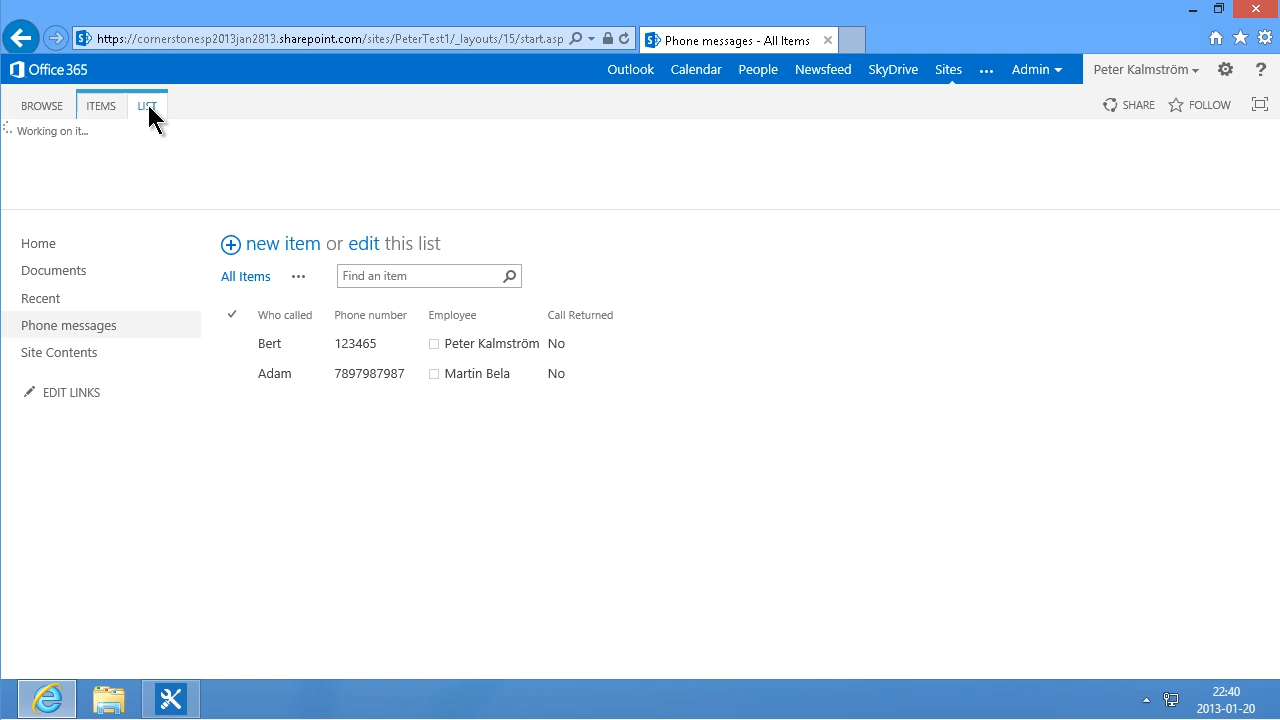 https://cornerstonesp2013jan2813.sharepoint.com/sites/PeterTest1/_layouts/15/start.asp
Phone messages - All Items
Office 365
Outlook Calendar People Newsfeed SkyDrive Sites ... Admin
Peter Kalmström
?
BROWSE ITEMS LIST
SHARE FOLLOW
Working on it...
Home
Documents
Recent
Phone messages
Site Contents
EDIT LINKS
new item or edit this list
All Items ... Find an item
Who called Phone number Employee Call Returned
Bert 123465 Peter Kalmström No
Adam 7897987987 Martin Bela No
22:40
2013-01-20